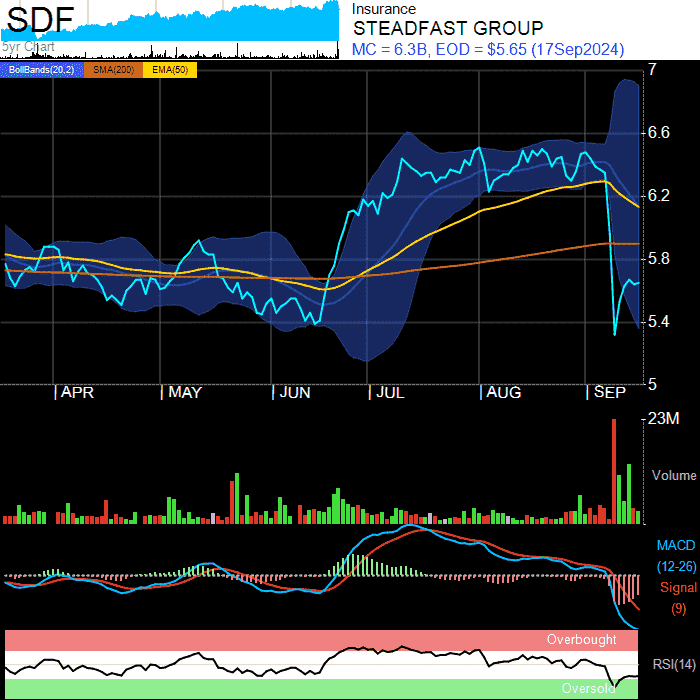 SDF
5yr Chart
Insurance
STEADFAST GROUP
MC = 6.3B, EOD = $5.65 (17Sep2024)
BollBands(20,2) SMA(200) EMA(50)
7
6.6
6.2
5.8
5.4
5
APR MAY JUN JUL AUG SEP
23M
Volume
MACD
(12-26)
Signal
(9)
Overbought
RSI(14)
Oversold